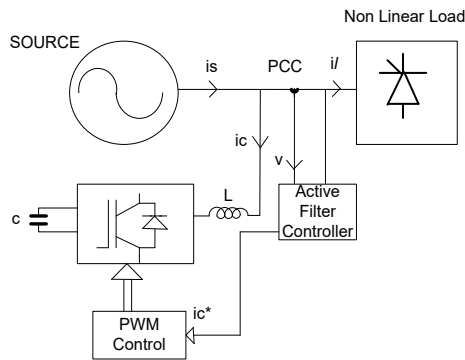 Non Linear Load
SOURCE
is
PCC
il
ic
v
L
c
Active
Filter
Controller
ic*
PWM
Control